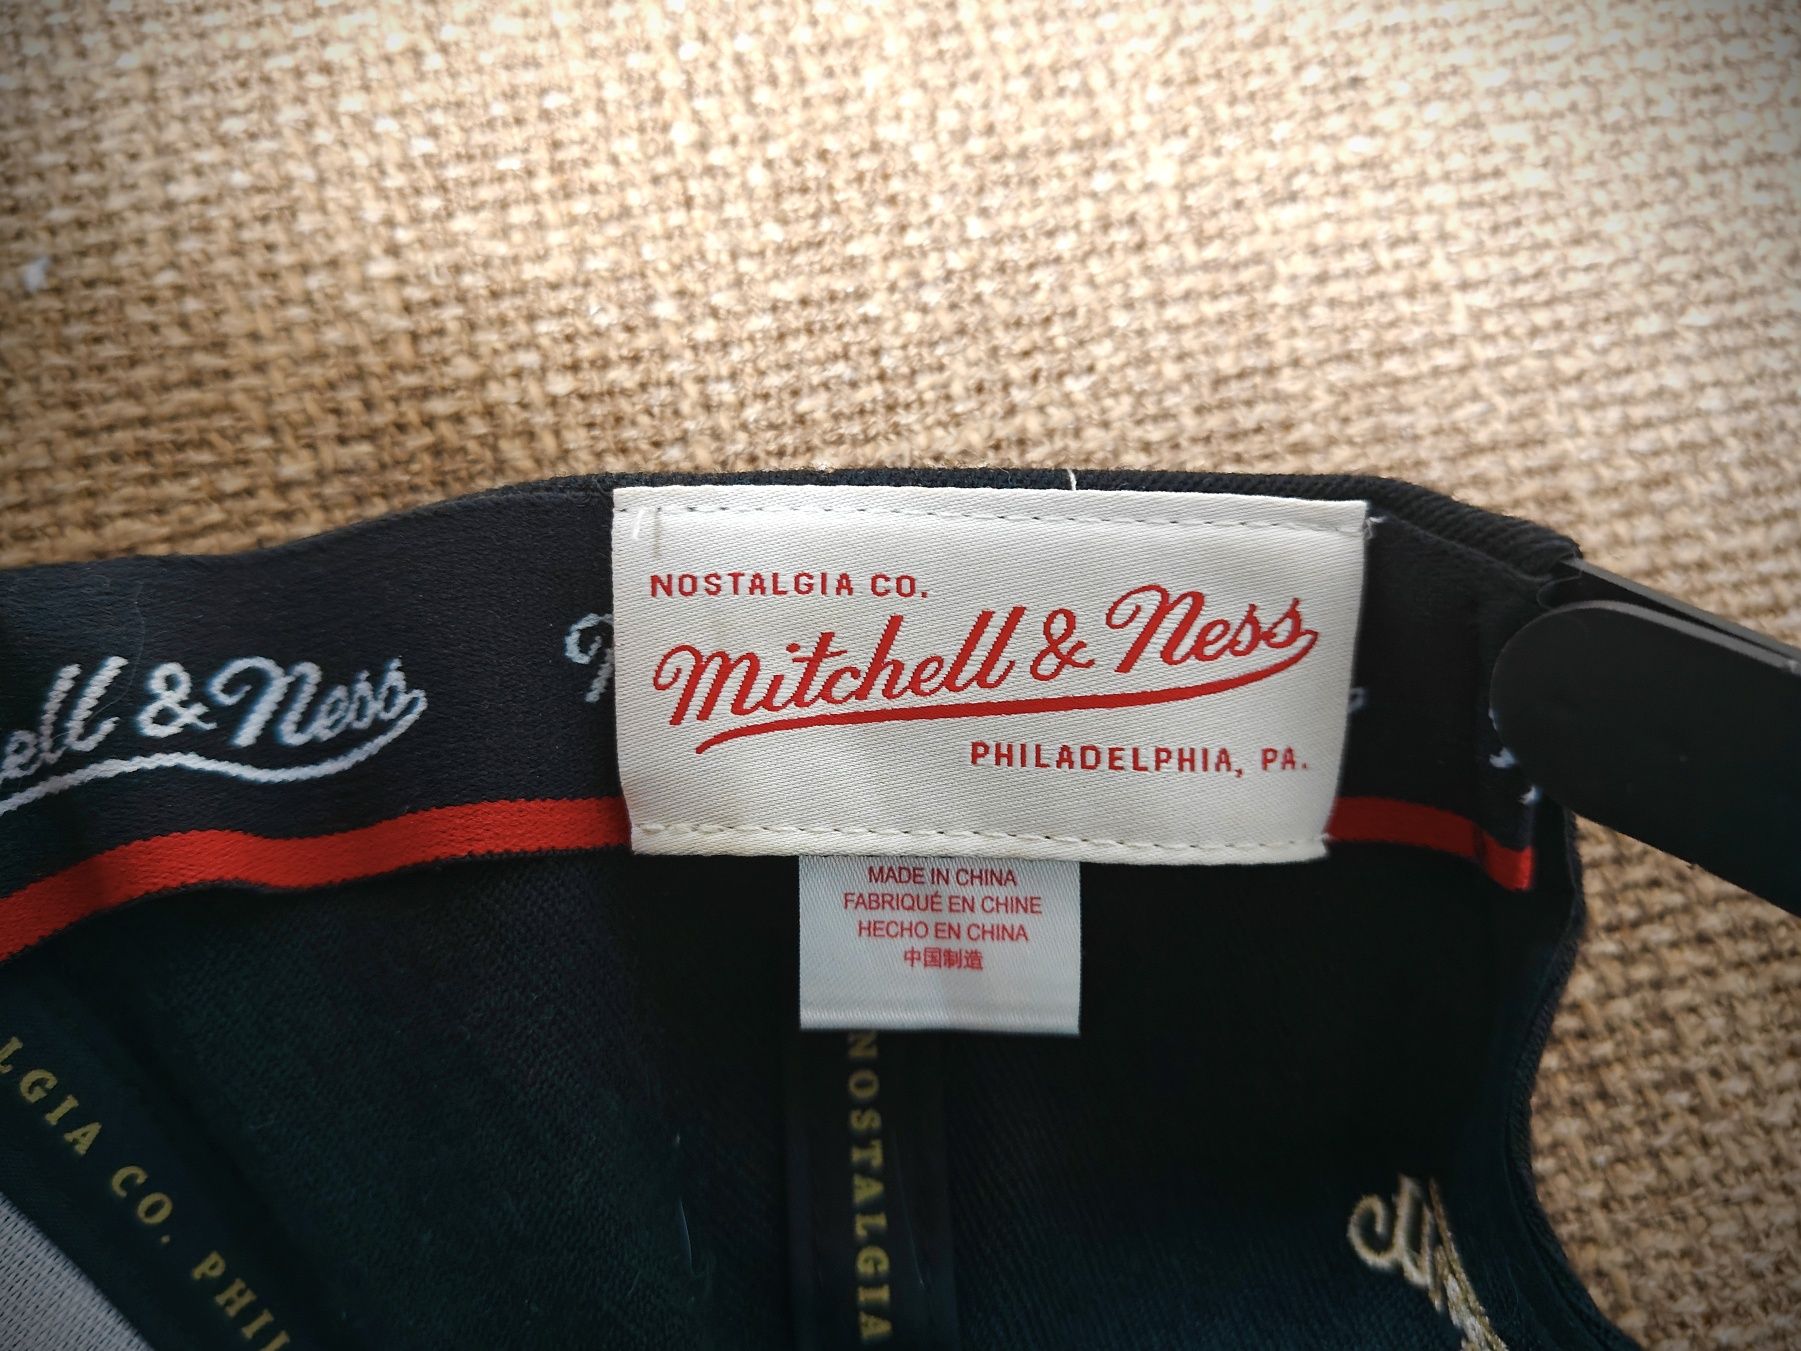 NOSTALGIA CO.
Mitchell & Ness
PHILADELPHIA, PA.
ell & Ness
MADE IN CHINA
FABRIQUÉ EN CHINE
HECHO EN CHINA
中国制造
LGIA CO. PHIL
NOSTALGIA